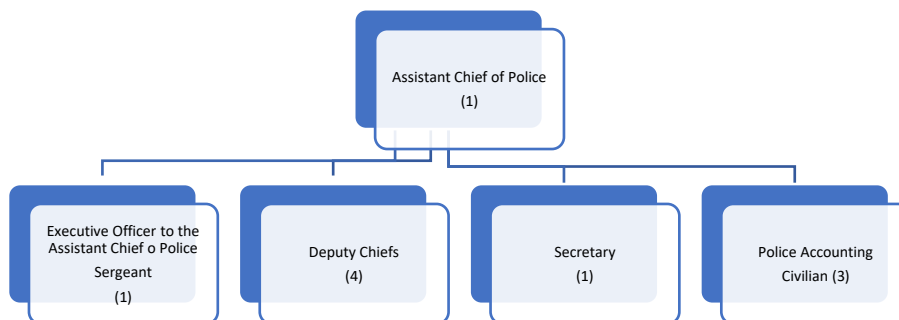 Assistant Chief of Police
(1)
Executive Officer to the
Assistant Chief o Police
Sergeant
(1)
Deputy Chiefs
(4)
Secretary
(1)
Police Accounting
Civilian (3)